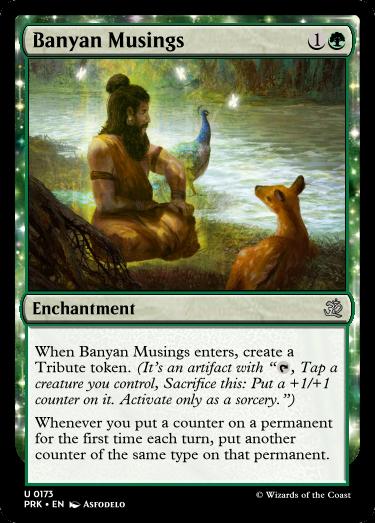 Banyan Musings 1
Enchantment
When Banyan Musings enters, create a
Tribute token. (It's an artifact with “, Tap a
creature you control, Sacrifice this: Put a +1/+1
counter on it. Activate only as a sorcery.”)
Whenever you put a counter on a permanent
for the first time each turn, put another
counter of the same type on that permanent.
U 0173
PRK • EN Asfodelo
© Wizards of the Coast